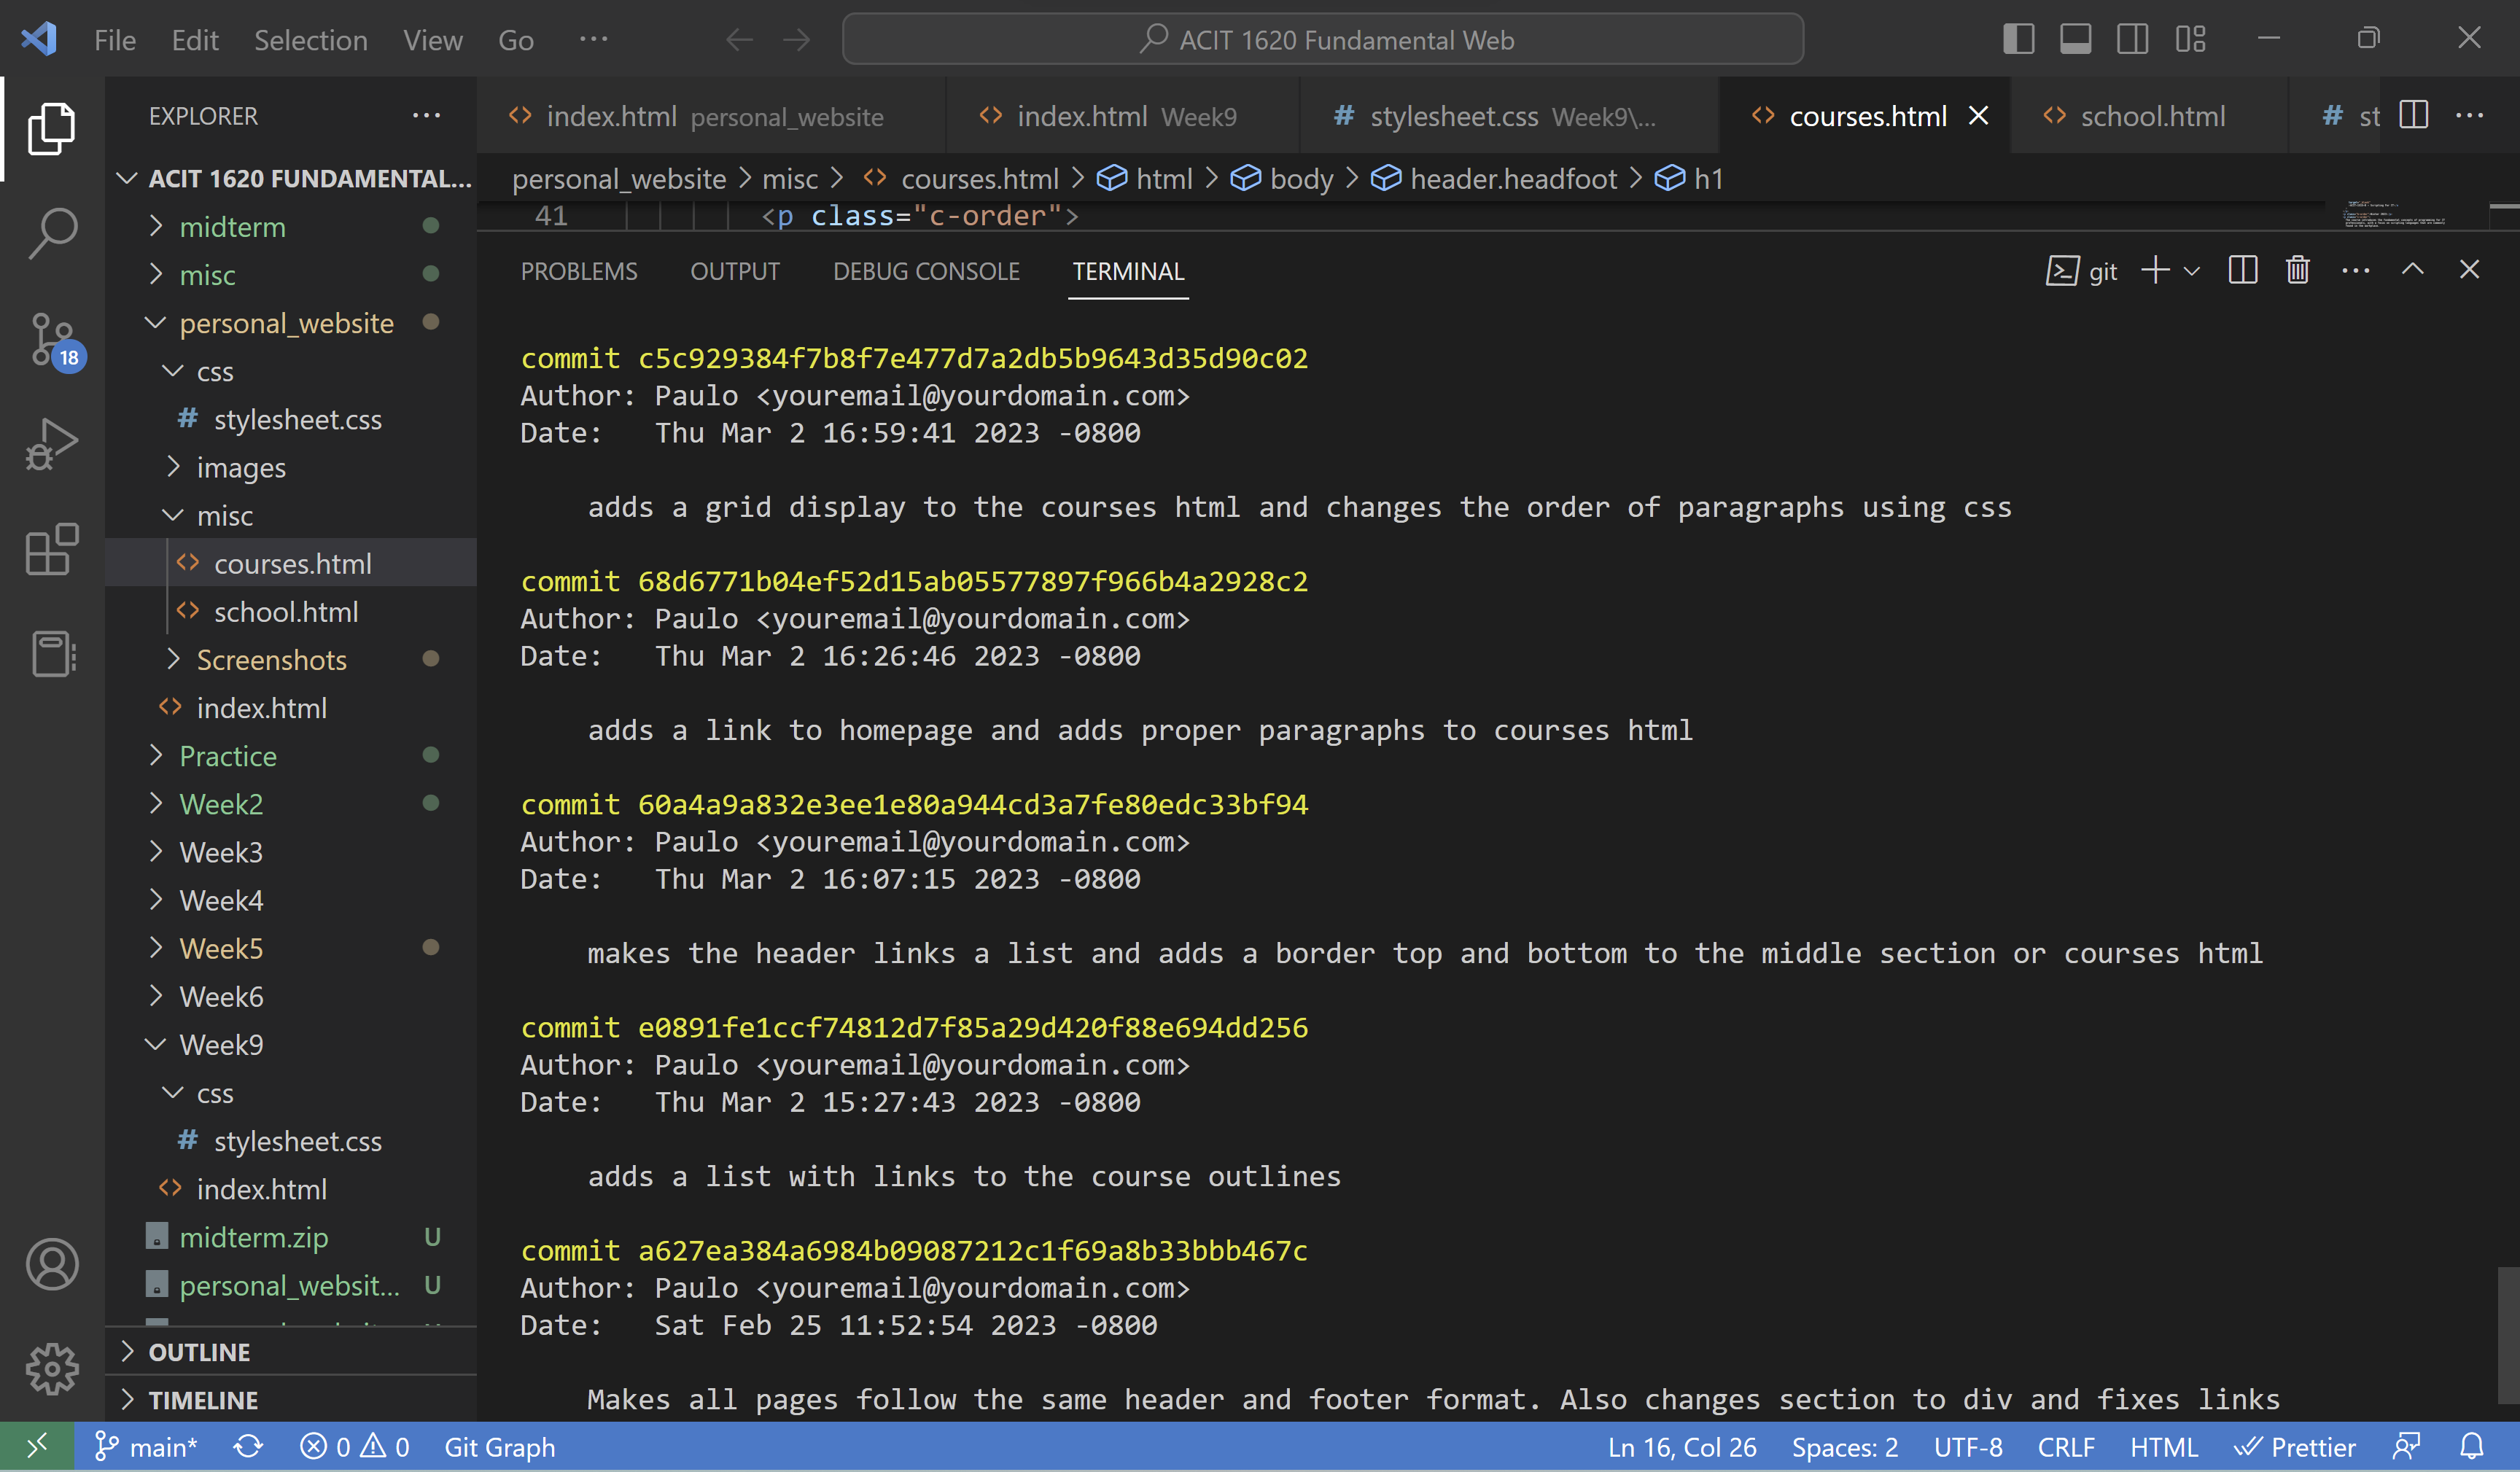 File Edit Selection View Go ···
ACIT 1620 Fundamental Web
EXPLORER
ACIT 1620 FUNDAMENTAL...
midterm
misc
personal_website
css
# stylesheet.css
images
misc
<> courses.html
<> school.html
Screenshots
<> index.html
Practice
Week2
Week3
Week4
Week5
Week6
Week9
css
# stylesheet.css
<> index.html
midterm.zip U
personal_websit... U
OUTLINE
TIMELINE
18
<> index.html personal_website
<> index.html Week9
# stylesheet.css Week9\...
<> courses.html
<> school.html
# st
personal_website > misc > <> courses.html > html > body > header.headfoot > h1
41 <p class="c-order">
PROBLEMS OUTPUT DEBUG CONSOLE TERMINAL
git
commit c5c929384f7b8f7e477d7a2db5b9643d35d90c02
Author: Paulo <youremail@yourdomain.com>
Date:   Thu Mar 2 16:59:41 2023 -0800
adds a grid display to the courses html and changes the order of paragraphs using css
commit 68d6771b04ef52d15ab05577897f966b4a2928c2
Author: Paulo <youremail@yourdomain.com>
Date:   Thu Mar 2 16:26:46 2023 -0800
adds a link to homepage and adds proper paragraphs to courses html
commit 60a4a9a832e3ee1e80a944cd3a7fe80edc33bf94
Author: Paulo <youremail@yourdomain.com>
Date:   Thu Mar 2 16:07:15 2023 -0800
makes the header links a list and adds a border top and bottom to the middle section or courses html
commit e0891fe1ccf74812d7f85a29d420f88e694dd256
Author: Paulo <youremail@yourdomain.com>
Date:   Thu Mar 2 15:27:43 2023 -0800
adds a list with links to the course outlines
commit a627ea384a6984b09087212c1f69a8b33bbb467c
Author: Paulo <youremail@yourdomain.com>
Date:   Sat Feb 25 11:52:54 2023 -0800
Makes all pages follow the same header and footer format. Also changes section to div and fixes links
main* 0 0 Git Graph
Ln 16, Col 26 Spaces: 2 UTF-8 CRLF HTML Prettier